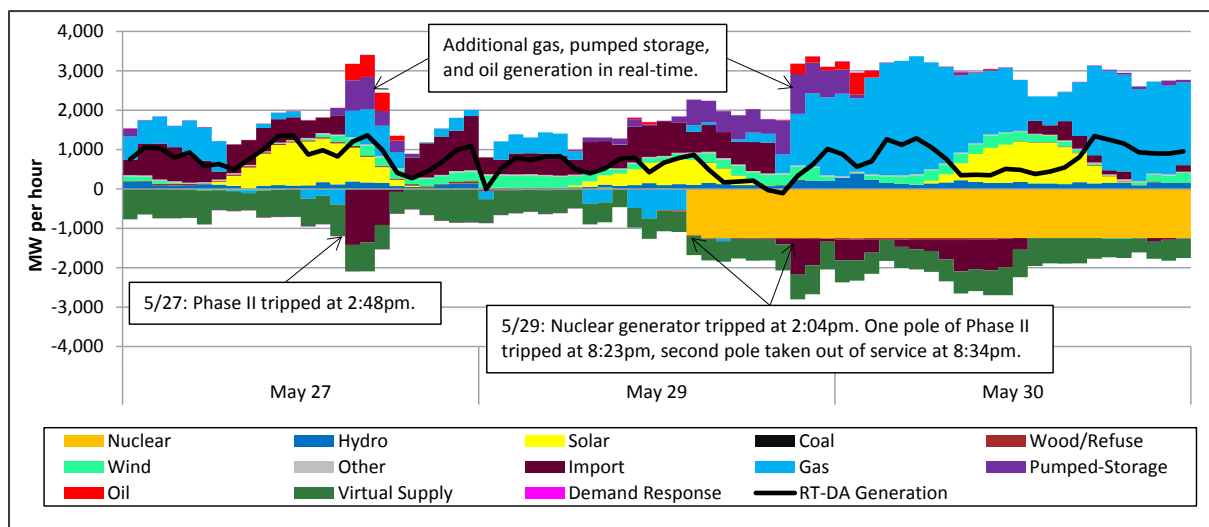 4,000
3,000
2,000
1,000
0
-1,000
-2,000
-3,000
-4,000
MW per hour
Additional gas, pumped storage,
and oil generation in real-time.
5/27: Phase II tripped at 2:48pm.
5/29: Nuclear generator tripped at 2:04pm. One pole of Phase II
tripped at 8:23pm, second pole taken out of service at 8:34pm.
May 27 May 29 May 30
Nuclear Hydro Solar Coal Wood/Refuse
Wind Other Import Gas Pumped-Storage
Oil Virtual Supply Demand Response RT-DA Generation